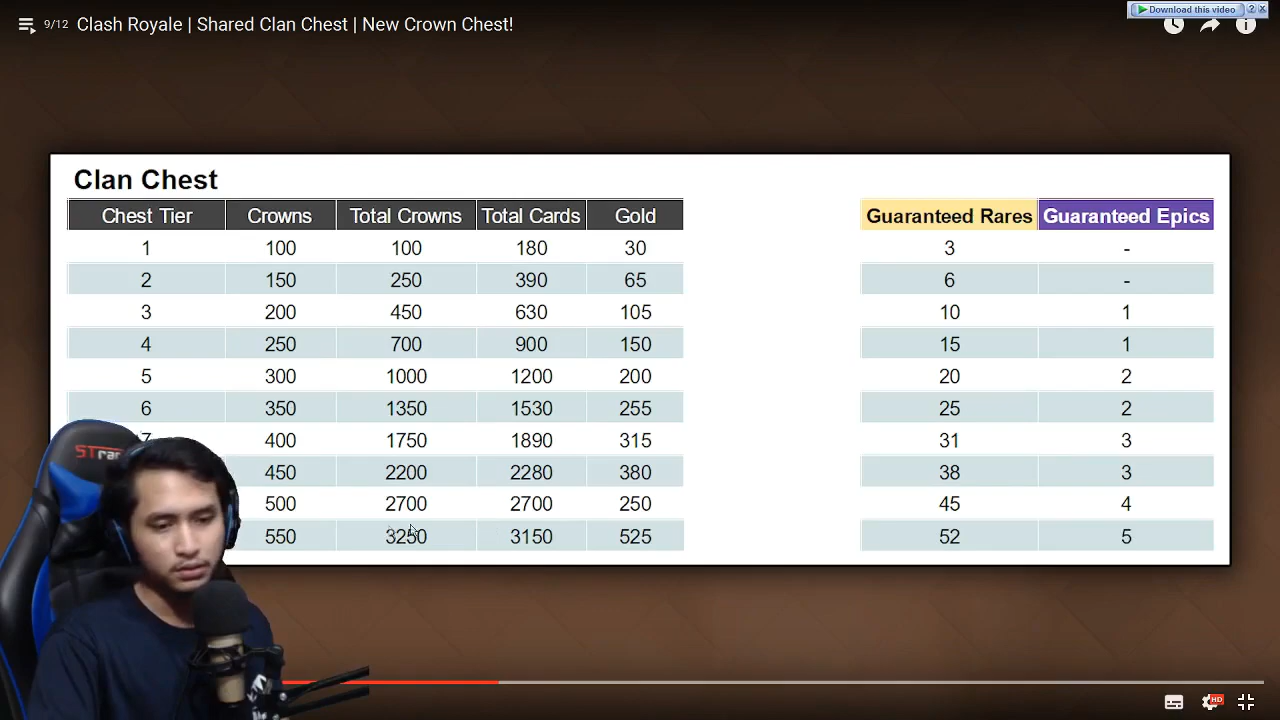 9/12 Clash Royale | Shared Clan Chest | New Crown Chest!
Download this video ?
Clan Chest
Chest Tier Crowns Total Crowns Total Cards Gold Guaranteed Rares Guaranteed Epics
1 100 100 180 30 3 -
2 150 250 390 65 6 -
3 200 450 630 105 10 1
4 250 700 900 150 15 1
5 300 1000 1200 200 20 2
6 350 1350 1530 255 25 2
7 400 1750 1890 315 31 3
450 2200 2280 380 38 3
500 2700 2700 250 45 4
550 3250 3150 525 52 5
HD